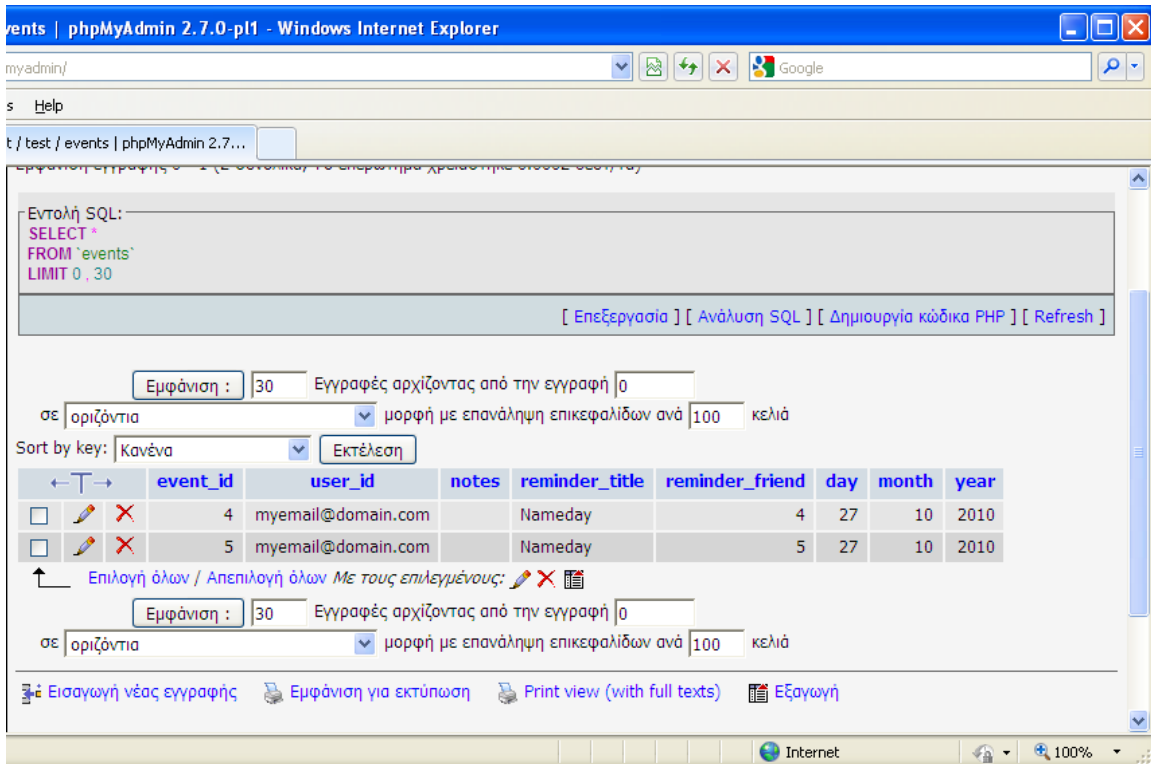 vents | phpMyAdmin 2.7.0-pl1 - Windows Internet Explorer
myadmin/
Google
s Help
t / test / events | phpMyAdmin 2.7...
Εντολή SQL:
SELECT *
FROM `events`
LIMIT 0 , 30
[ Επεξεργασία ] [ Ανάλυση SQL ] [ Δημιουργία κώδικα PHP ] [ Refresh ]
Εμφάνιση : 30 Εγγραφές αρχίζοντας από την εγγραφή 0
σε οριζόντια μορφή με επανάληψη επικεφαλίδων ανά 100 κελιά
Sort by key: Κανένα Εκτέλεση
←T→ event_id user_id notes reminder_title reminder_friend day month year
4 myemail@domain.com Nameday 4 27 10 2010
5 myemail@domain.com Nameday 5 27 10 2010
Επιλογή όλων / Απεπιλογή όλων Με τους επιλεγμένους:
Εμφάνιση : 30 Εγγραφές αρχίζοντας από την εγγραφή 0
σε οριζόντια μορφή με επανάληψη επικεφαλίδων ανά 100 κελιά
Εισαγωγή νέας εγγραφής Εμφάνιση για εκτύπωση Print view (with full texts) Εξαγωγή
Internet 100%